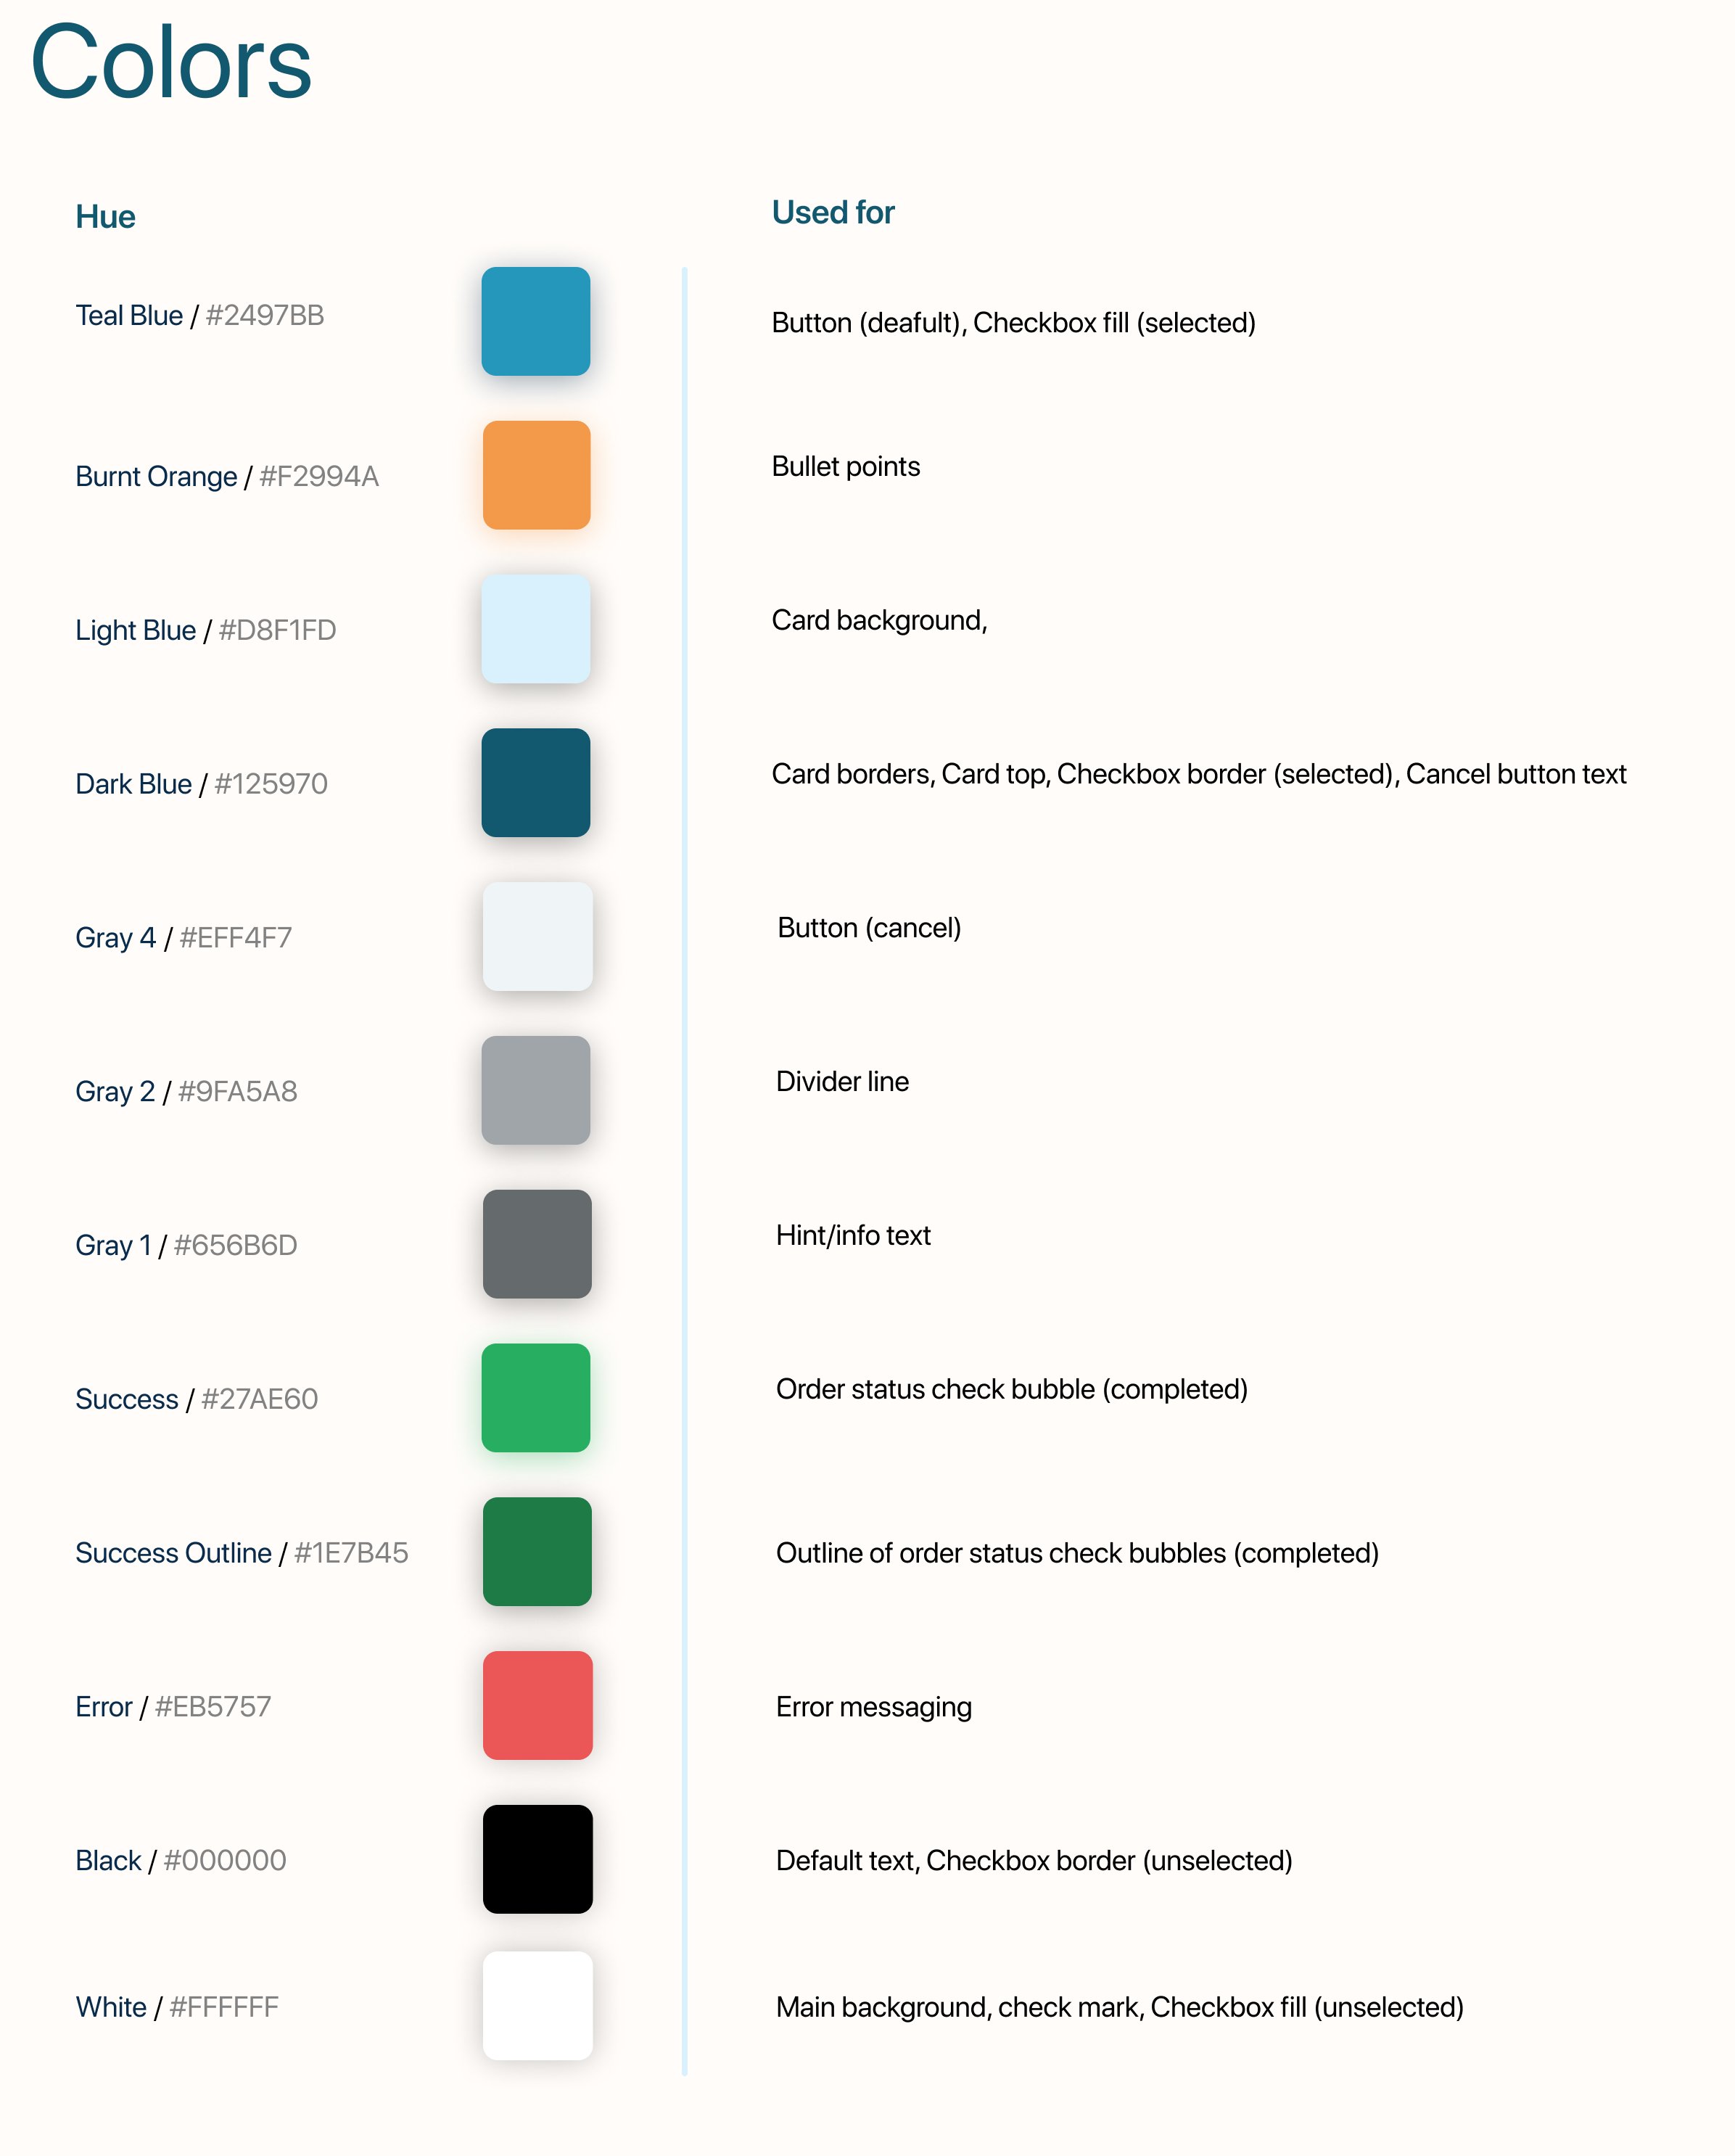 Colors
Hue
Used for
Teal Blue / #2497BB
Button (deafult), Checkbox fill (selected)
Burnt Orange / #F2994A
Bullet points
Light Blue / #D8F1FD
Card background,
Dark Blue / #125970
Card borders, Card top, Checkbox border (selected), Cancel button text
Gray 4 / #EFF4F7
Button (cancel)
Gray 2 / #9FA5A8
Divider line
Gray 1 / #656B6D
Hint/info text
Success / #27AE60
Order status check bubble (completed)
Success Outline / #1E7B45
Outline of order status check bubbles (completed)
Error / #EB5757
Error messaging
Black / #000000
Default text, Checkbox border (unselected)
White / #FFFFFF
Main background, check mark, Checkbox fill (unselected)